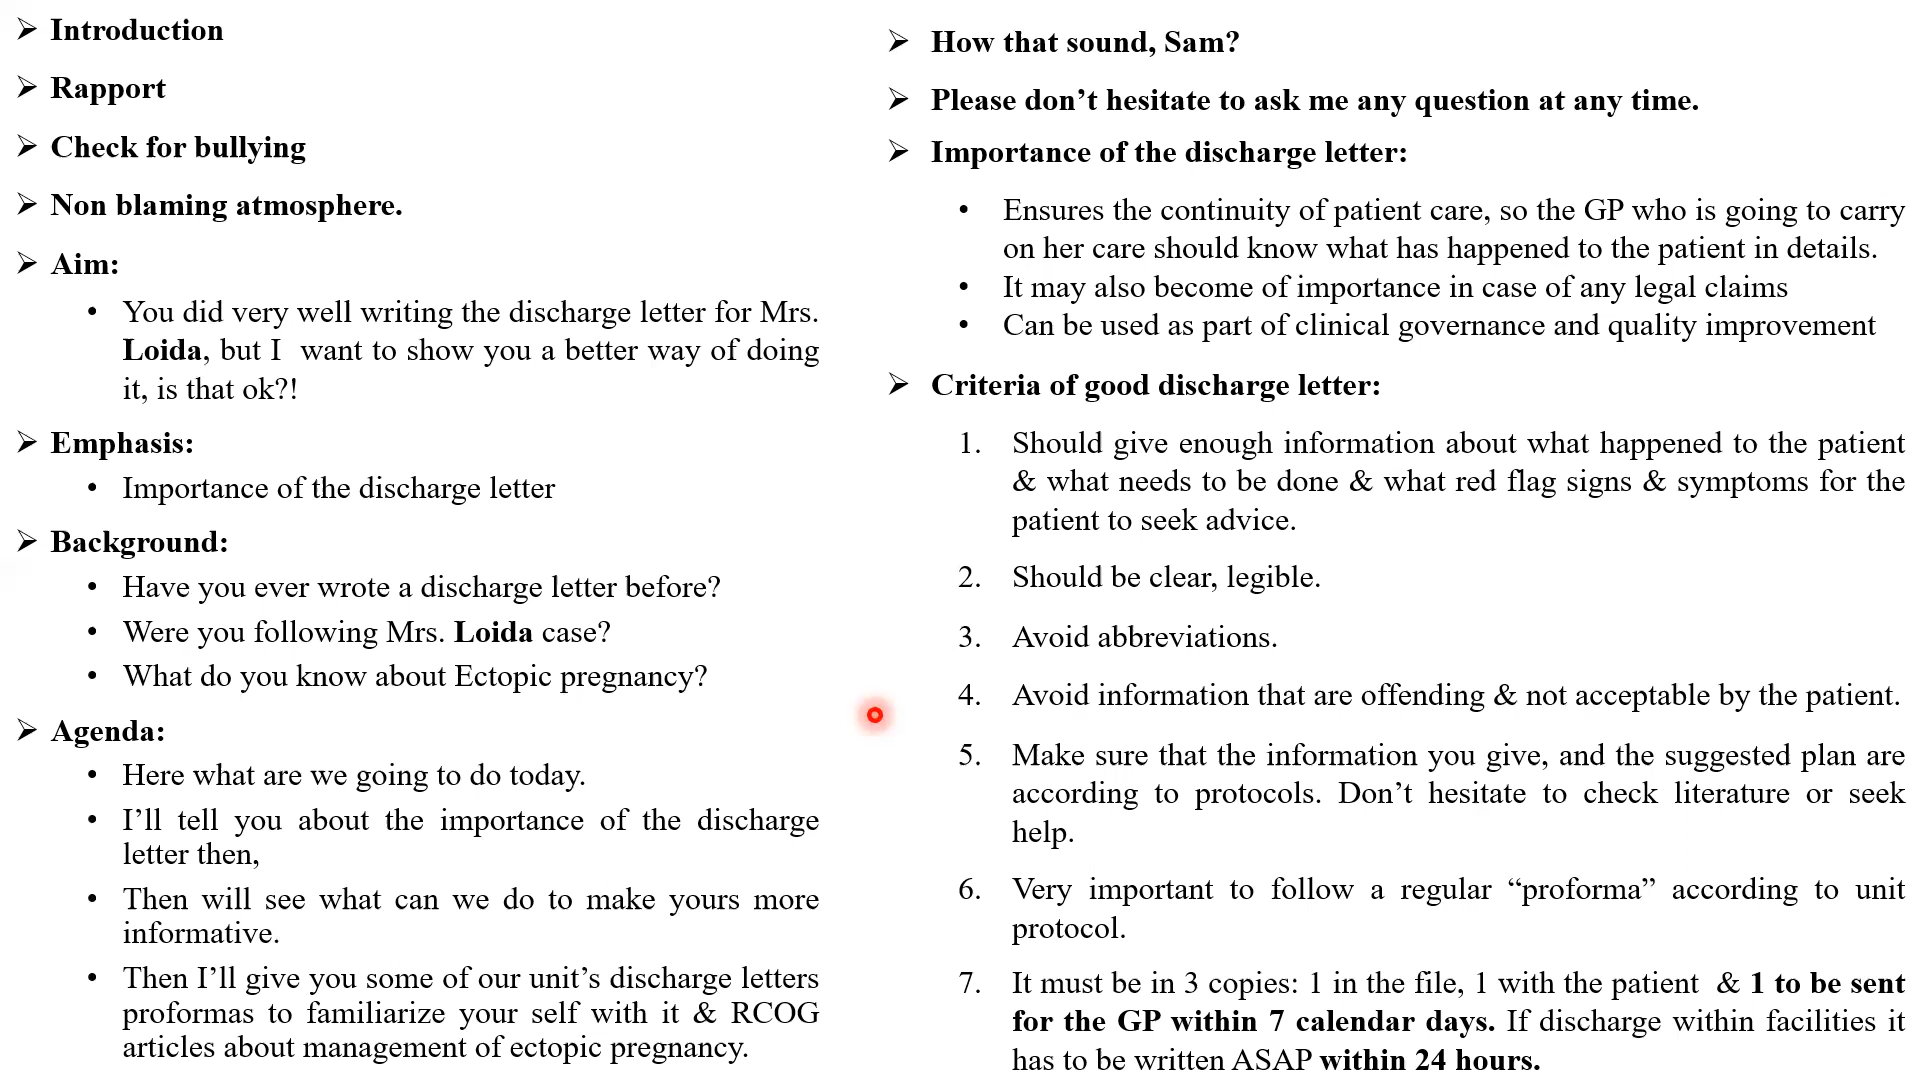 ➢ Introduction
➢ Rapport
➢ Check for bullying
➢ Non blaming atmosphere.
➢ Aim:
• You did very well writing the discharge letter for Mrs.
Loida, but I want to show you a better way of doing
it, is that ok?!
➢ Emphasis:
• Importance of the discharge letter
➢ Background:
• Have you ever wrote a discharge letter before?
• Were you following Mrs. Loida case?
• What do you know about Ectopic pregnancy?
➢ Agenda:
• Here what are we going to do today.
• I’ll tell you about the importance of the discharge
letter then,
• Then will see what can we do to make yours more
informative.
• Then I’ll give you some of our unit’s discharge letters
proformas to familiarize your self with it & RCOG
articles about management of ectopic pregnancy.
➢ How that sound, Sam?
➢ Please don’t hesitate to ask me any question at any time.
➢ Importance of the discharge letter:
• Ensures the continuity of patient care, so the GP who is going to carry
on her care should know what has happened to the patient in details.
• It may also become of importance in case of any legal claims
• Can be used as part of clinical governance and quality improvement
➢ Criteria of good discharge letter:
1. Should give enough information about what happened to the patient
& what needs to be done & what red flag signs & symptoms for the
patient to seek advice.
2. Should be clear, legible.
3. Avoid abbreviations.
4. Avoid information that are offending & not acceptable by the patient.
5. Make sure that the information you give, and the suggested plan are
according to protocols. Don’t hesitate to check literature or seek
help.
6. Very important to follow a regular “proforma” according to unit
protocol.
7. It must be in 3 copies: 1 in the file, 1 with the patient & 1 to be sent
for the GP within 7 calendar days. If discharge within facilities it
has to be written ASAP within 24 hours.